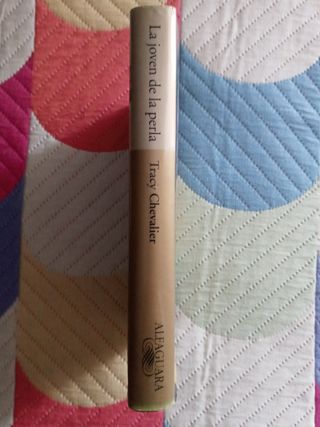 La joven de la perla
Tracy Chevalier
ALFAGUARA